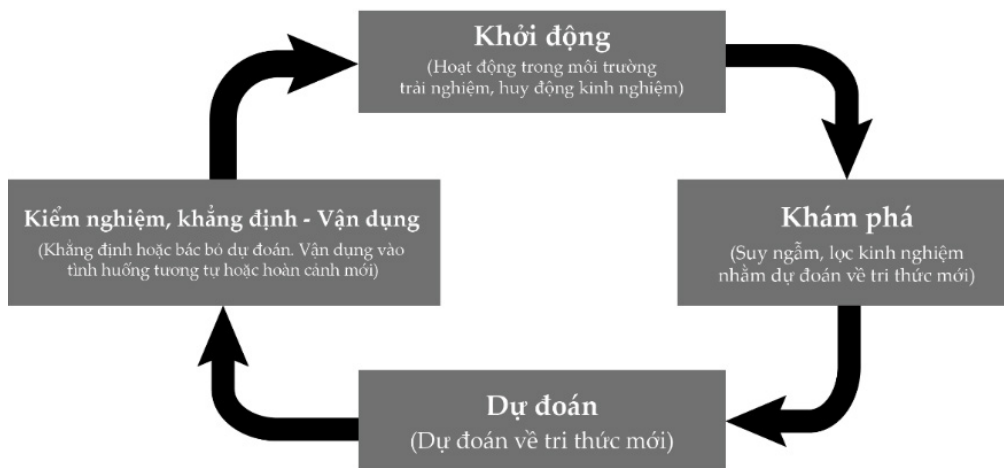 Khởi động
(Hoạt động trong môi trường
trải nghiệm, huy động kinh nghiệm)
Khám phá
(Suy ngẫm, lọc kinh nghiệm
nhằm dự đoán về tri thức mới)
Dự đoán
(Dự đoán về tri thức mới)
Kiểm nghiệm, khẳng định - Vận dụng
(Khẳng định hoặc bác bỏ dự đoán. Vận dụng vào
tình huống tương tự hoặc hoàn cảnh mới)